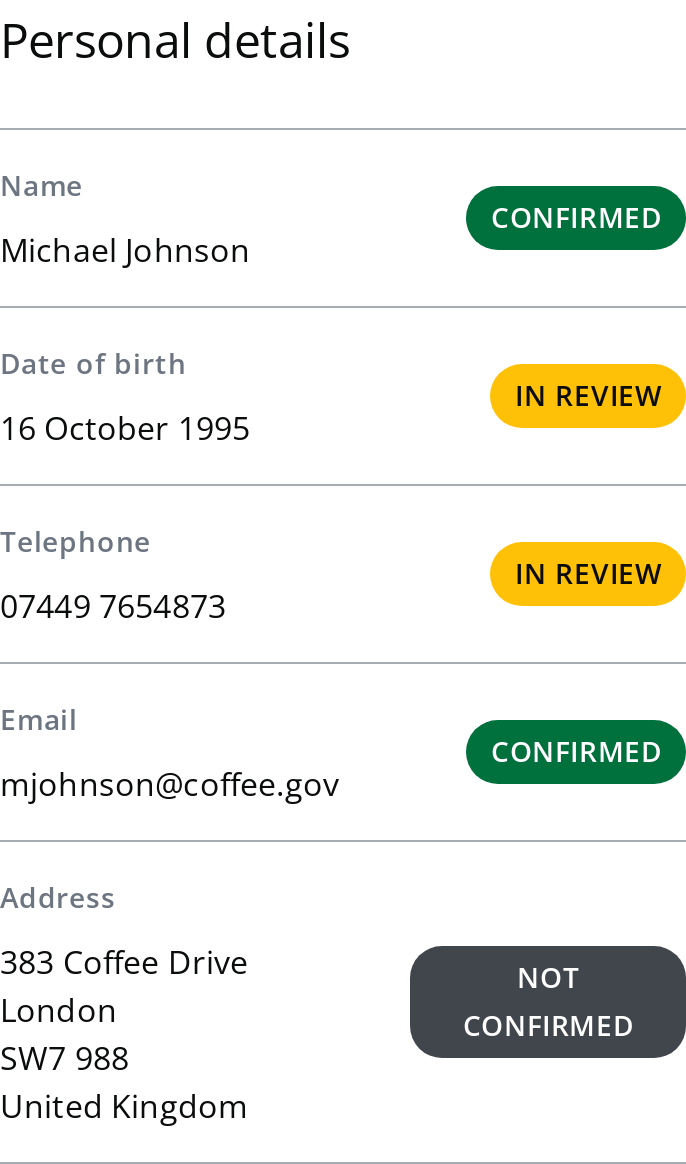 Personal details
Name
Michael Johnson
CONFIRMED
Date of birth
16 October 1995
IN REVIEW
Telephone
07449 7654873
IN REVIEW
Email
mjohnson@coffee.gov
CONFIRMED
Address
383 Coffee Drive
London
SW7 988
United Kingdom
NOT
CONFIRMED